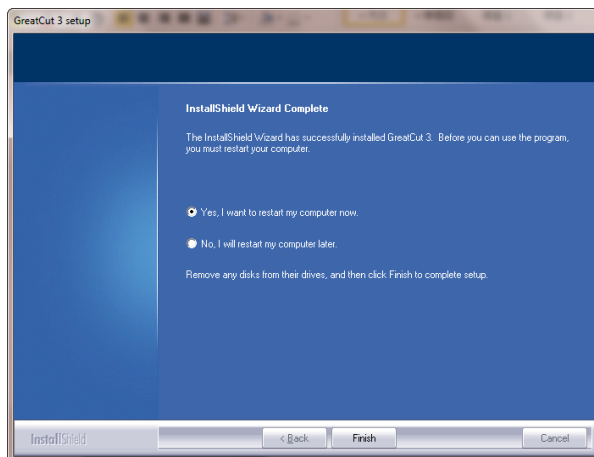 GreatCut 3 setup
InstallShield Wizard Complete
The InstallShield Wizard has successfully installed GreatCut 3. Before you can use the program,
you must restart your computer.
Yes, I want to restart my computer now.
No, I will restart my computer later.
Remove any disks from their drives, and then click Finish to complete setup.
InstallShield
< Back
Finish
Cancel